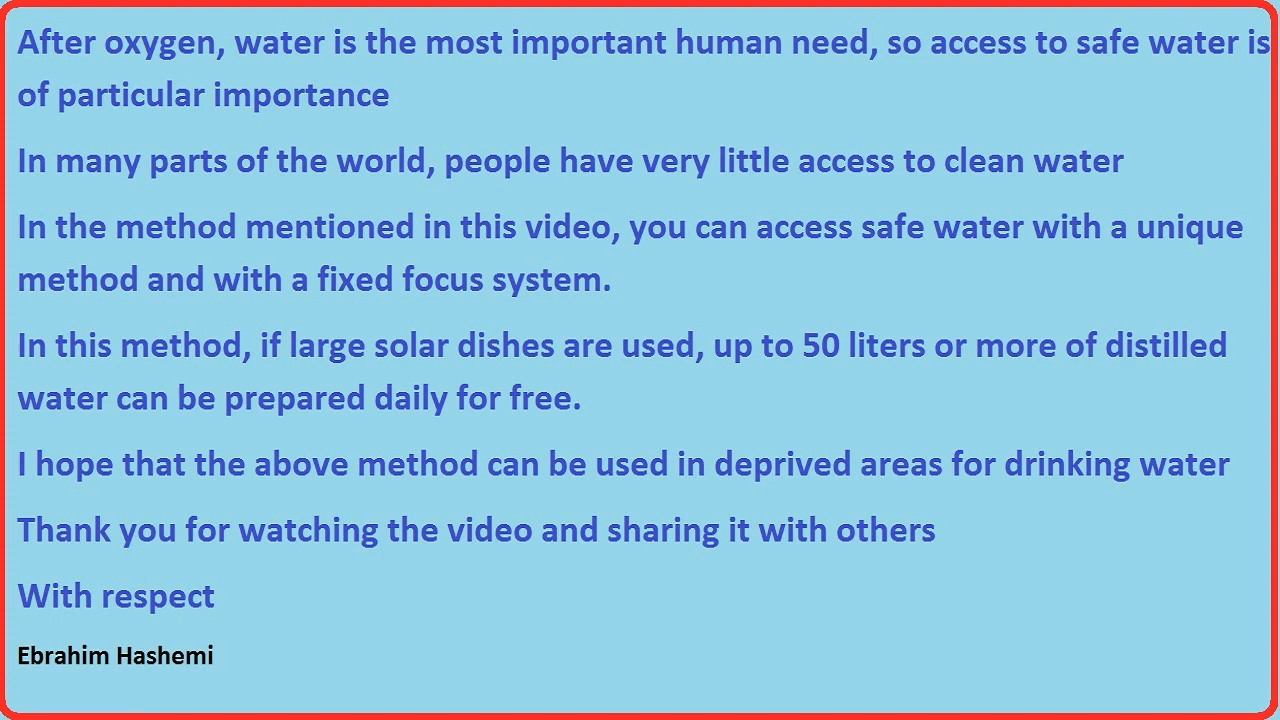 After oxygen, water is the most important human need, so access to safe water is
of particular importance
In many parts of the world, people have very little access to clean water
In the method mentioned in this video, you can access safe water with a unique
method and with a fixed focus system.
In this method, if large solar dishes are used, up to 50 liters or more of distilled
water can be prepared daily for free.
I hope that the above method can be used in deprived areas for drinking water
Thank you for watching the video and sharing it with others
With respect
Ebrahim Hashemi